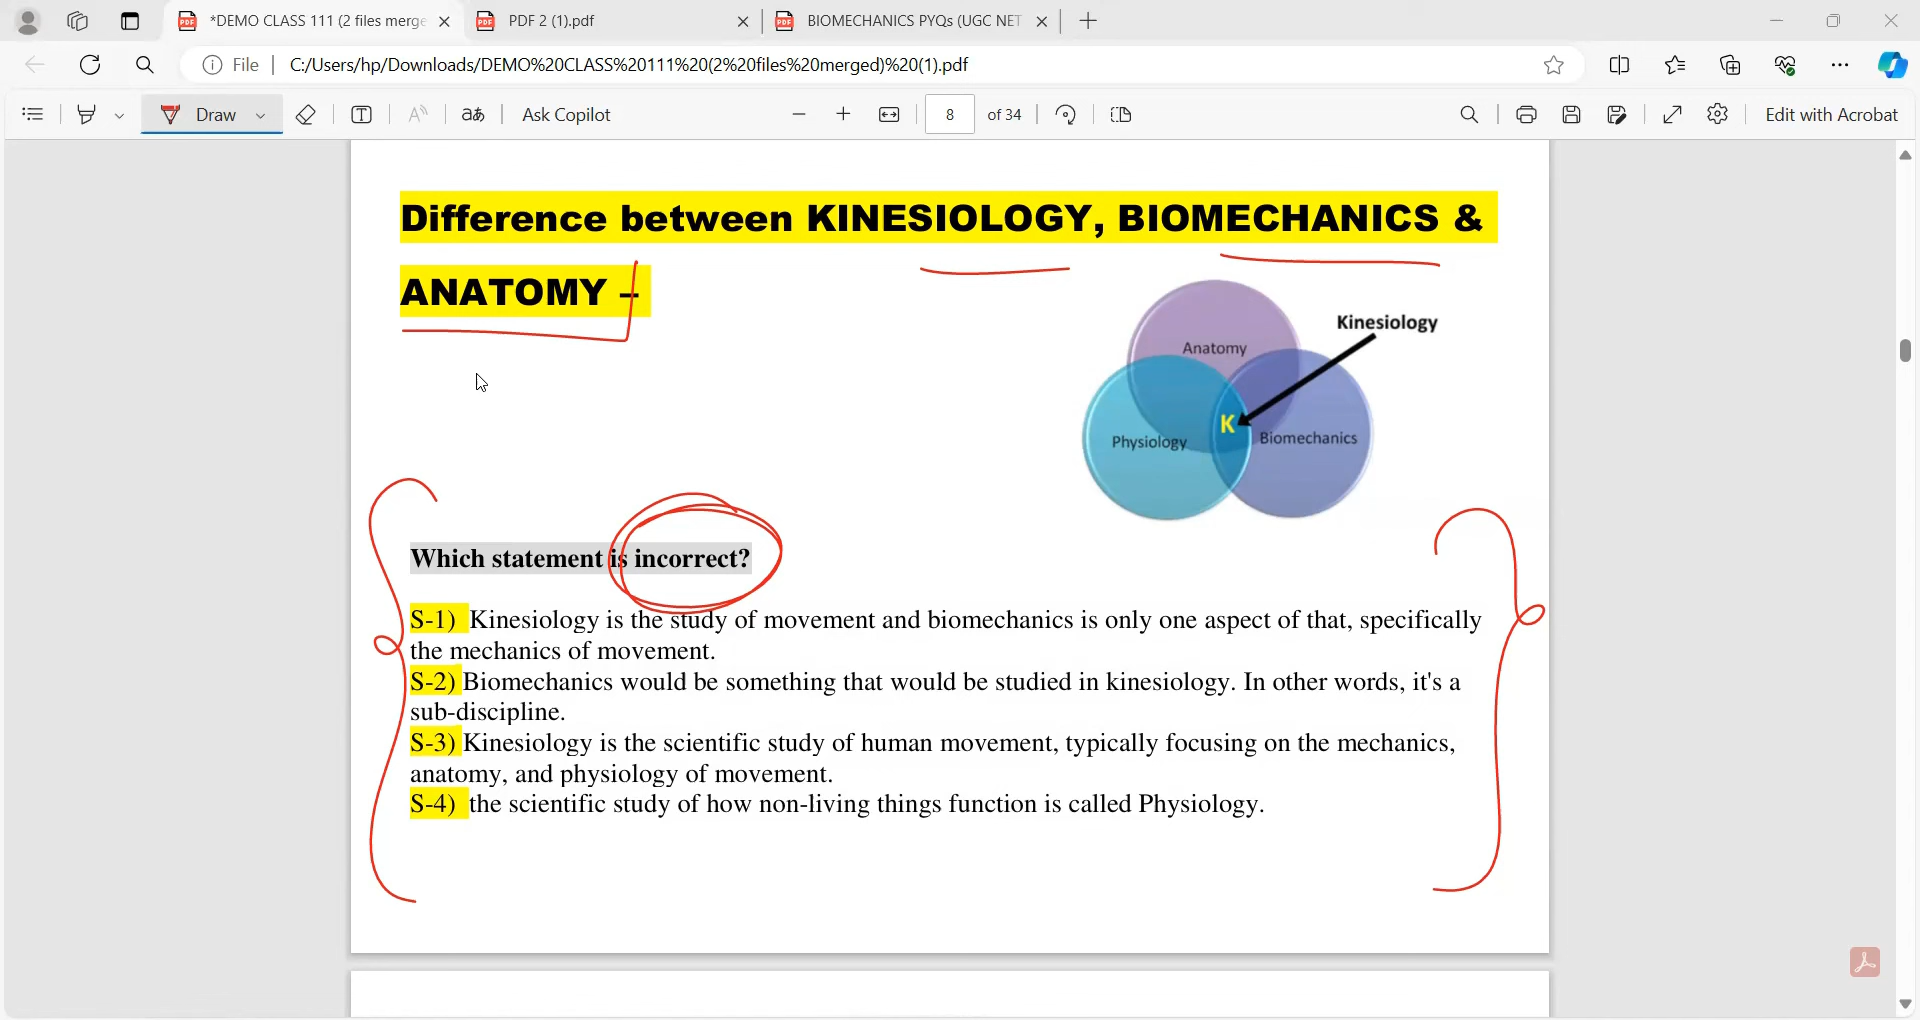 *DEMO CLASS 111 (2 files merge
PDF 2 (1).pdf
BIOMECHANICS PYQs (UGC NET
File
C:/Users/hp/Downloads/DEMO%20CLASS%20111%20(2%20files%20merged)%20(1).pdf
Draw
Ask Copilot
8 of 34
Edit with Acrobat
Difference between KINESIOLOGY, BIOMECHANICS &
ANATOMY –
Kinesiology
Anatomy
K
Physiology
Biomechanics
Which statement is incorrect?
S-1) Kinesiology is the study of movement and biomechanics is only one aspect of that, specifically
the mechanics of movement.
S-2) Biomechanics would be something that would be studied in kinesiology. In other words, it's a
sub-discipline.
S-3) Kinesiology is the scientific study of human movement, typically focusing on the mechanics,
anatomy, and physiology of movement.
S-4) the scientific study of how non-living things function is called Physiology.